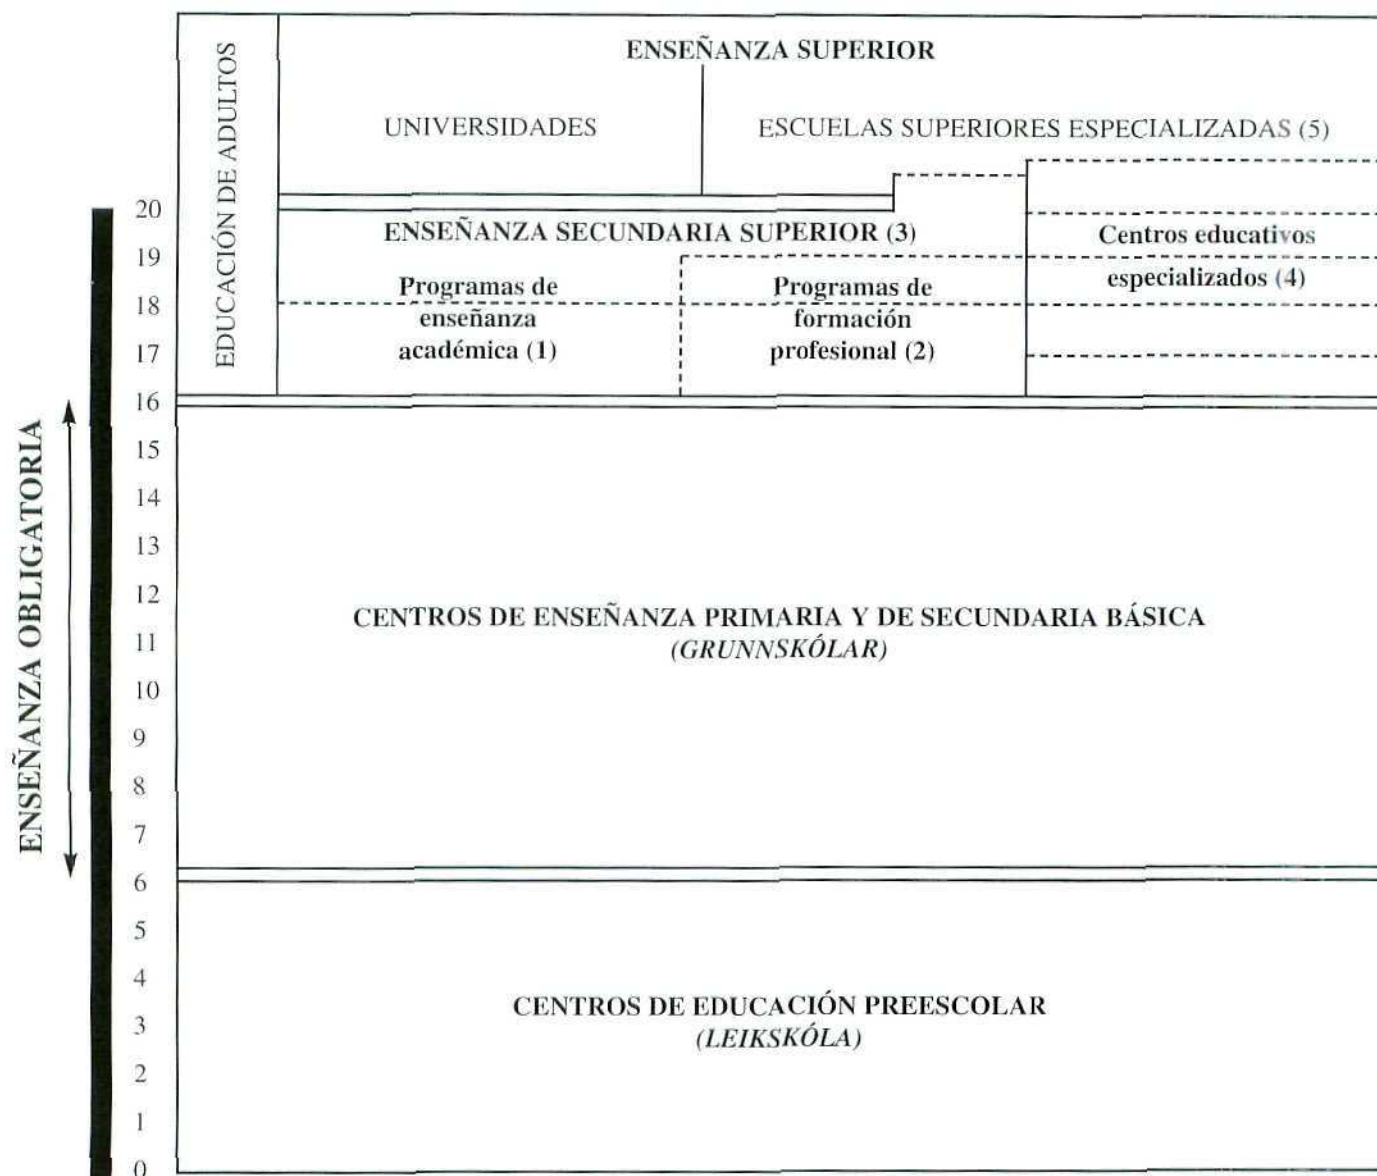 ENSEÑANZA SUPERIOR
EDUCACIÓN DE ADULTOS
UNIVERSIDADES
ESCUELAS SUPERIORES ESPECIALIZADAS (5)
20
ENSEÑANZA SECUNDARIA SUPERIOR (3)
Centros educativos
especializados (4)
19
Programas de
enseñanza
académica (1)
Programas de
formación
profesional (2)
18
17
16
ENSEÑANZA OBLIGATORIA
15
14
13
12
CENTROS DE ENSEÑANZA PRIMARIA Y DE SECUNDARIA BÁSICA
(GRUNNSKÓLAR)
11
10
9
8
7
6
5
4
CENTROS DE EDUCACIÓN PREESCOLAR
(LEIKSKÓLA)
3
2
1
0